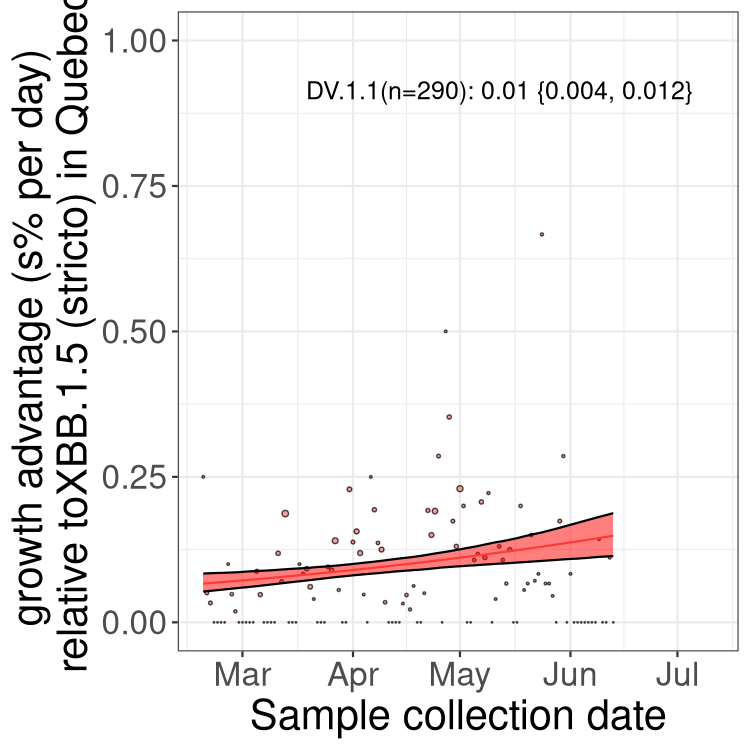 growth advantage (s% per day)
relative toXBB.1.5 (stricto) in Quebec
1.00
0.75
0.50
0.25
0.00
DV.1.1(n=290): 0.01 {0.004, 0.012}
Mar Apr May Jun Jul
Sample collection date